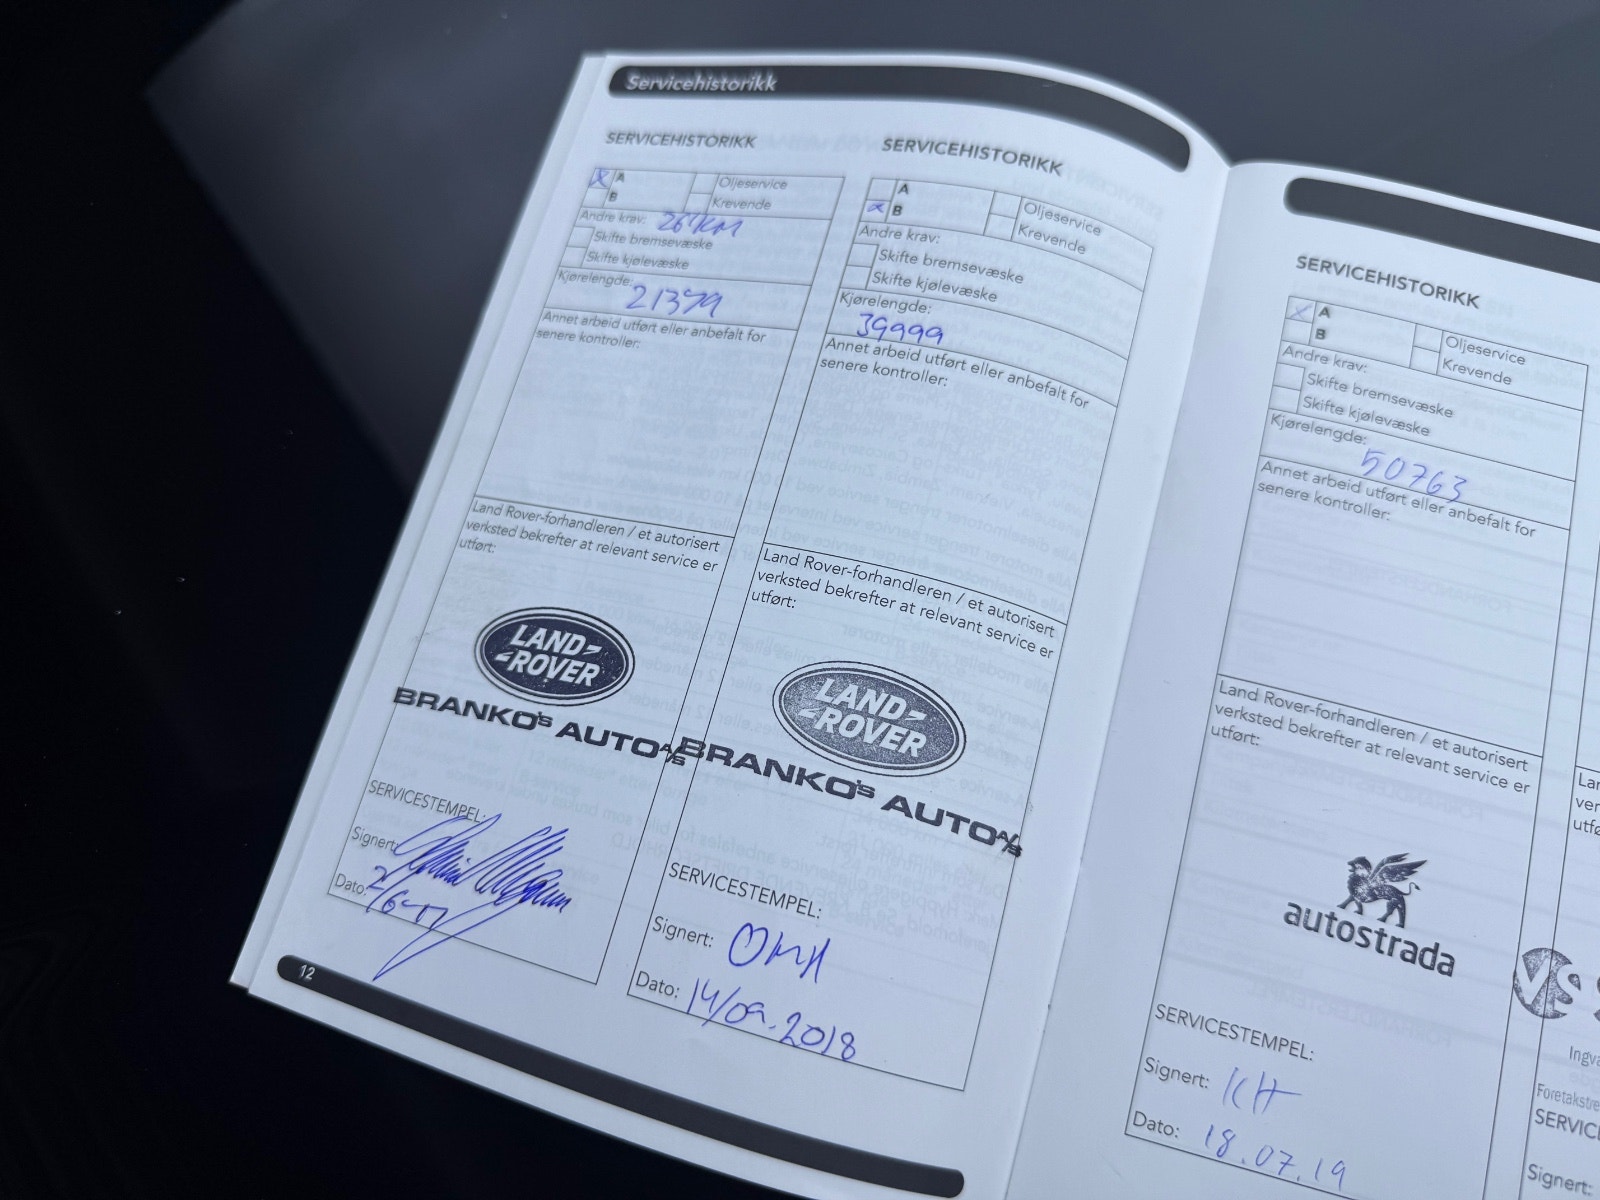 Servicehistorikk
SERVICEHISTORIKK
A
B
Oljeservice
Krevende
Andre krav:
Skifte bremsevæske
Skifte kjølevæske
Kjørelengde:
21379
Annet arbeid utført eller anbefalt for
senere kontroller:
Land Rover-forhandleren / et autorisert
verksted bekrefter at relevant service er
utført:
LAND
ROVER
BRANKO's AUTO A/S
SERVICESTEMPEL:
Signert:
Dato:
12
SERVICEHISTORIKK
A
B
Oljeservice
Krevende
Andre krav:
Skifte bremsevæske
Skifte kjølevæske
Kjørelengde:
39999
Annet arbeid utført eller anbefalt for
senere kontroller:
Land Rover-forhandleren / et autorisert
verksted bekrefter at relevant service er
utført:
LAND
ROVER
BRANKO's AUTO A/S
SERVICESTEMPEL:
Signert: OMH
Dato: 14/09.2018
SERVICEHISTORIKK
A
B
Oljeservice
Krevende
Andre krav:
Skifte bremsevæske
Skifte kjølevæske
Kjørelengde:
50763
Annet arbeid utført eller anbefalt for
senere kontroller:
Land Rover-forhandleren / et autorisert
verksted bekrefter at relevant service er
utført:
autostrada
SERVICESTEMPEL:
Signert: KH
Dato: 18.07.19
Signert: